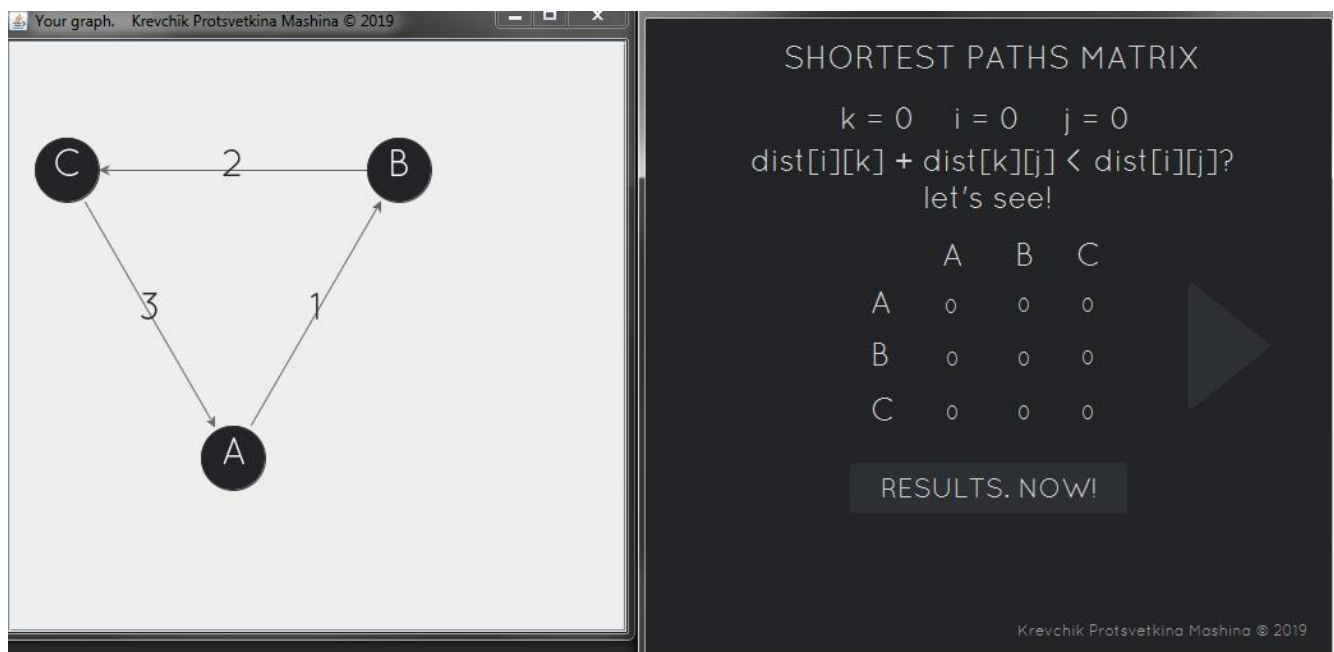 Your graph. Krevchik Protsvetkina Mashina © 2019
C
2
B
3
1
A
SHORTEST PATHS MATRIX
k = 0 i = 0 j = 0
dist[i][k] + dist[k][j] < dist[i][j]?
let's see!
A B C
A 0 0 0
B 0 0 0
C 0 0 0
RESULTS. NOW!
Krevchik Protsvetkina Mashina © 2019